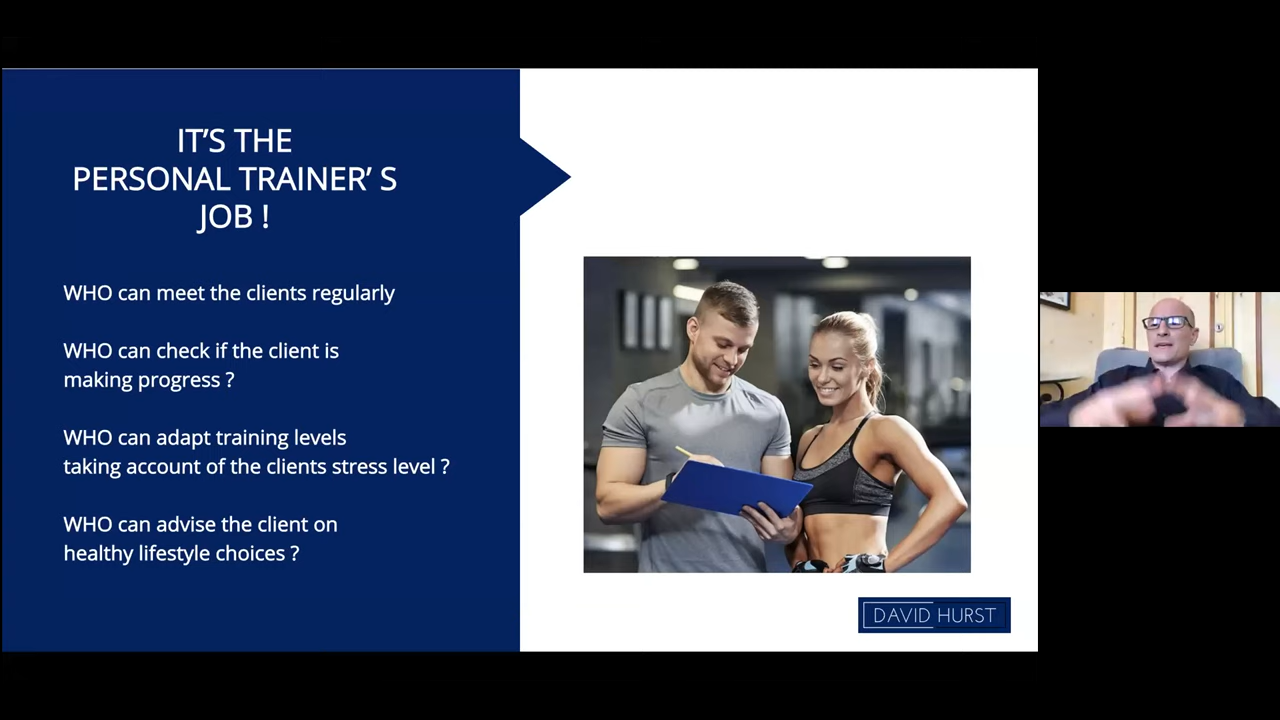 IT'S THE
PERSONAL TRAINER' S
JOB !
WHO can meet the clients regularly
WHO can check if the client is
making progress ?
WHO can adapt training levels
taking account of the clients stress level ?
WHO can advise the client on
healthy lifestyle choices ?
DAVID HURST